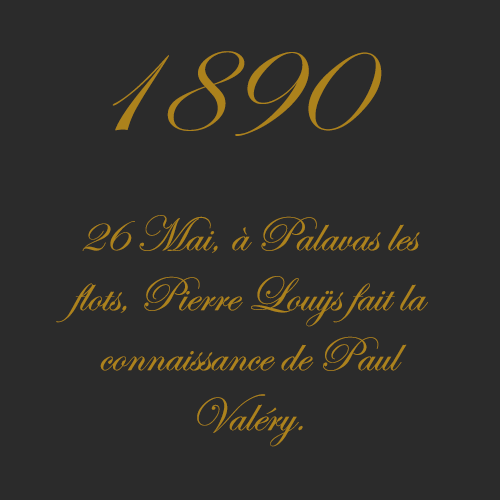 1890
26 Mai, à Palavas les
flots, Pierre Louÿs fait la
connaissance de Paul
Valéry.